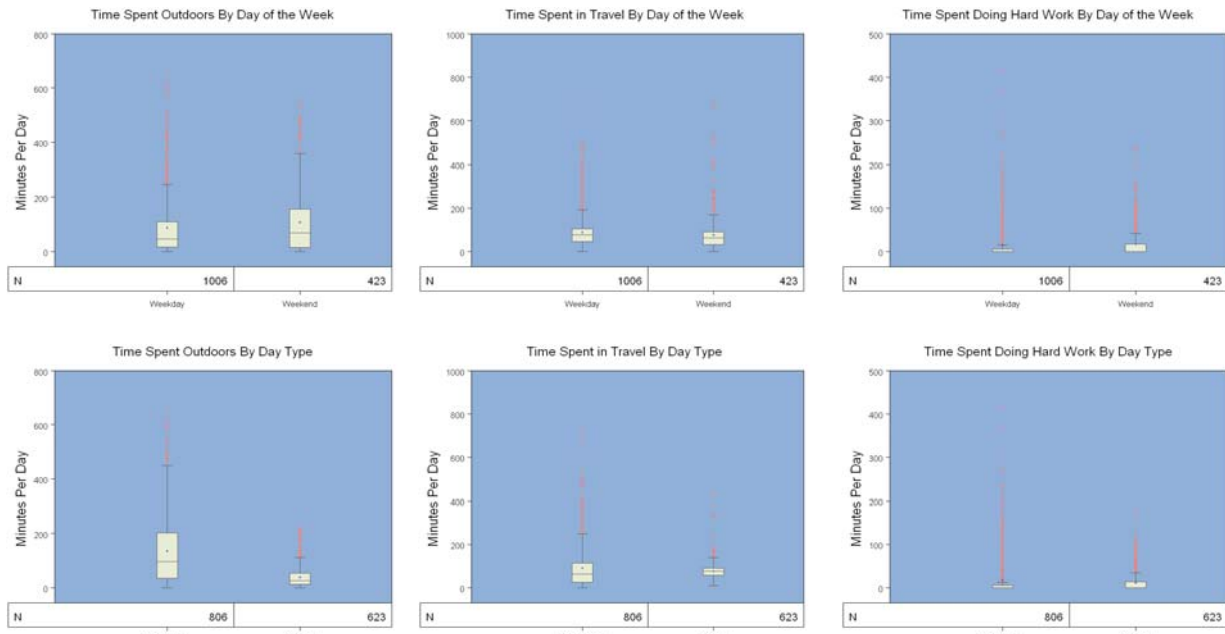 Time Spent Outdoors By Day of the Week
Minutes Per Day
800
600
400
200
0
N 1006 423
Weekday Weekend
Time Spent in Travel By Day of the Week
Minutes Per Day
1000
800
600
400
200
0
N 1006 423
Weekday Weekend
Time Spent Doing Hard Work By Day of the Week
Minutes Per Day
500
400
300
200
100
0
N 1006 423
Weekday Weekend
Time Spent Outdoors By Day Type
Minutes Per Day
800
600
400
200
0
N 806 623
Time Spent in Travel By Day Type
Minutes Per Day
1000
800
600
400
200
0
N 806 623
Time Spent Doing Hard Work By Day Type
Minutes Per Day
500
400
300
200
100
0
N 806 623